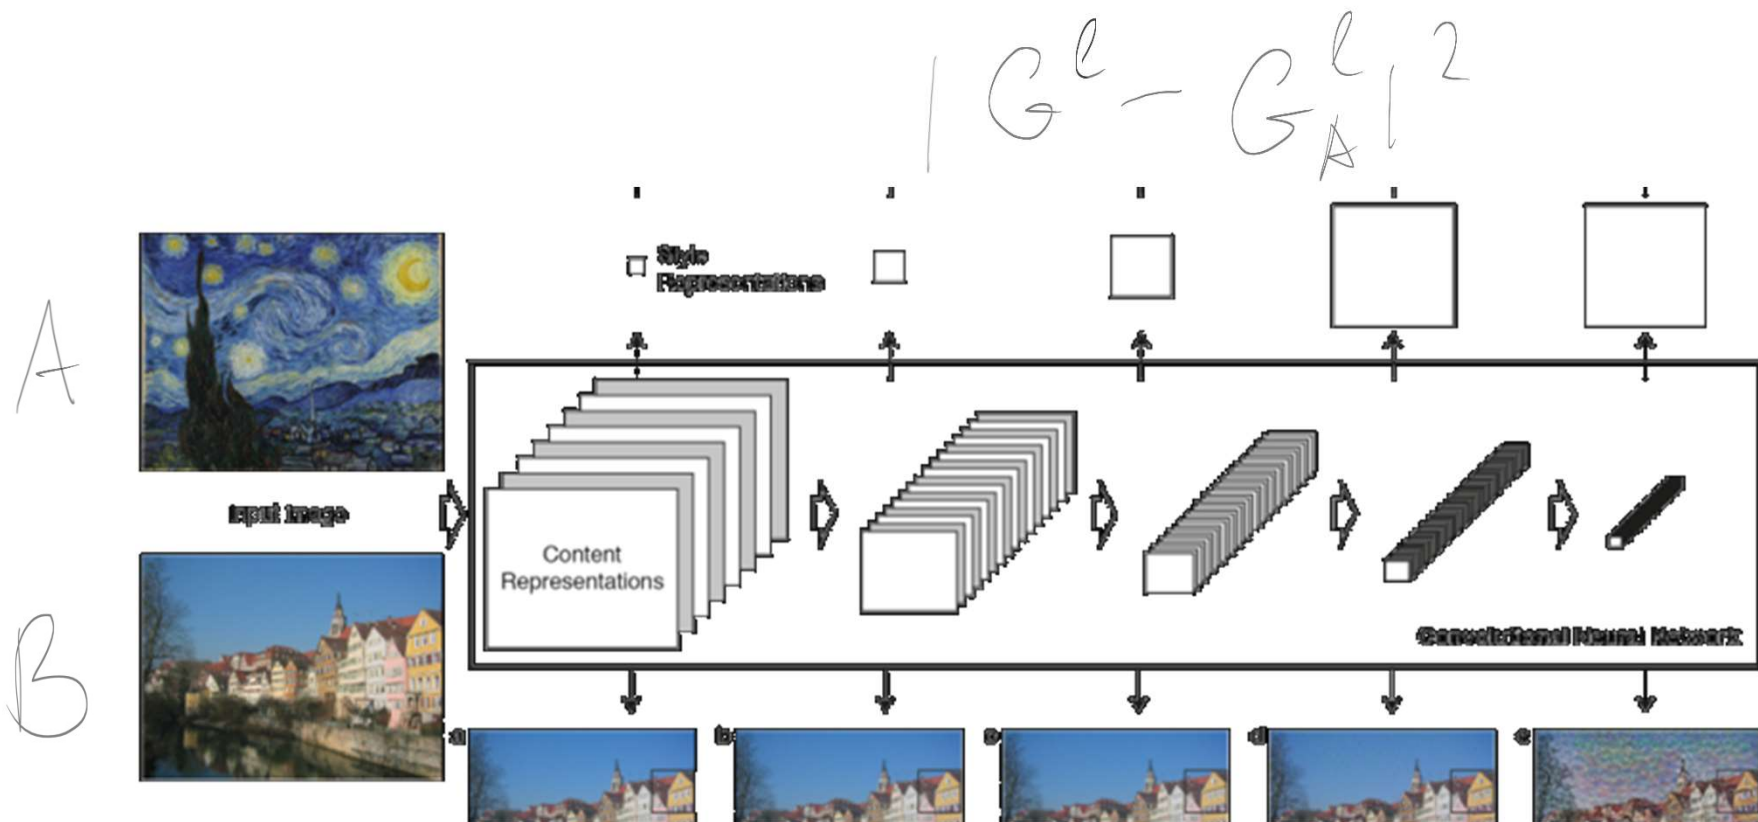 |G^l - G_A^l|^2
Style
Representations
A
Input Image
Content
Representations
Convolutional Neural Network
B
a b c d e